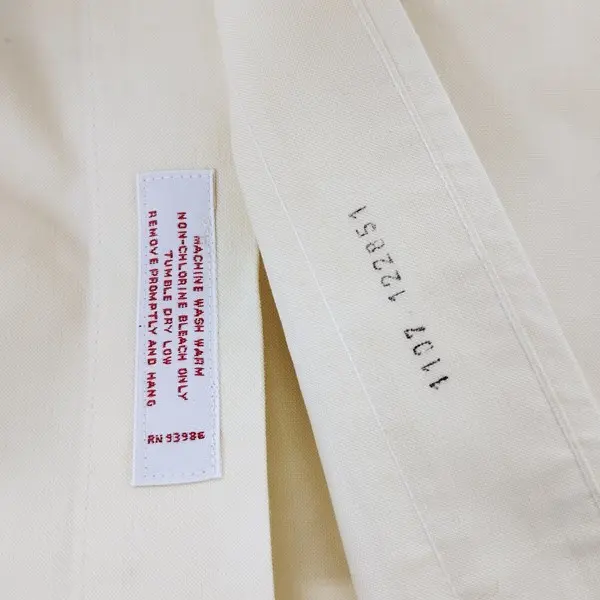 MACHINE WASH WARM
NON-CHLORINE BLEACH ONLY
TUMBLE DRY LOW
REMOVE PROMPTLY AND HANG
RN 93986
1107 122851